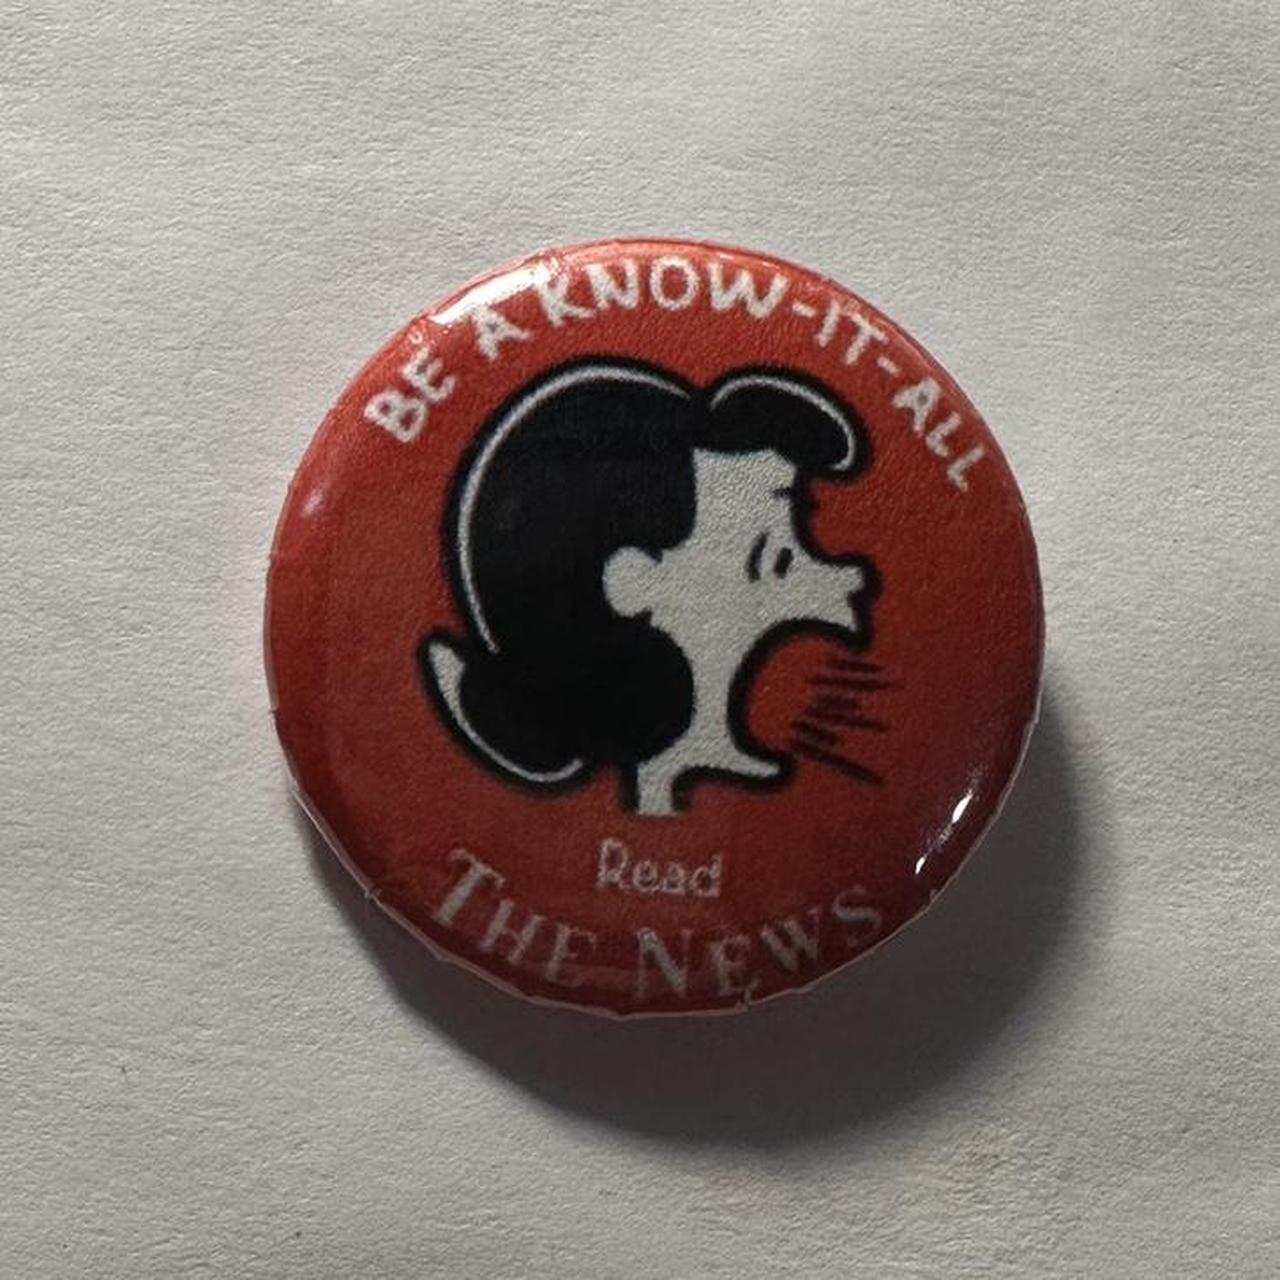 BE A KNOW-IT-ALL
Read
THE NEWS